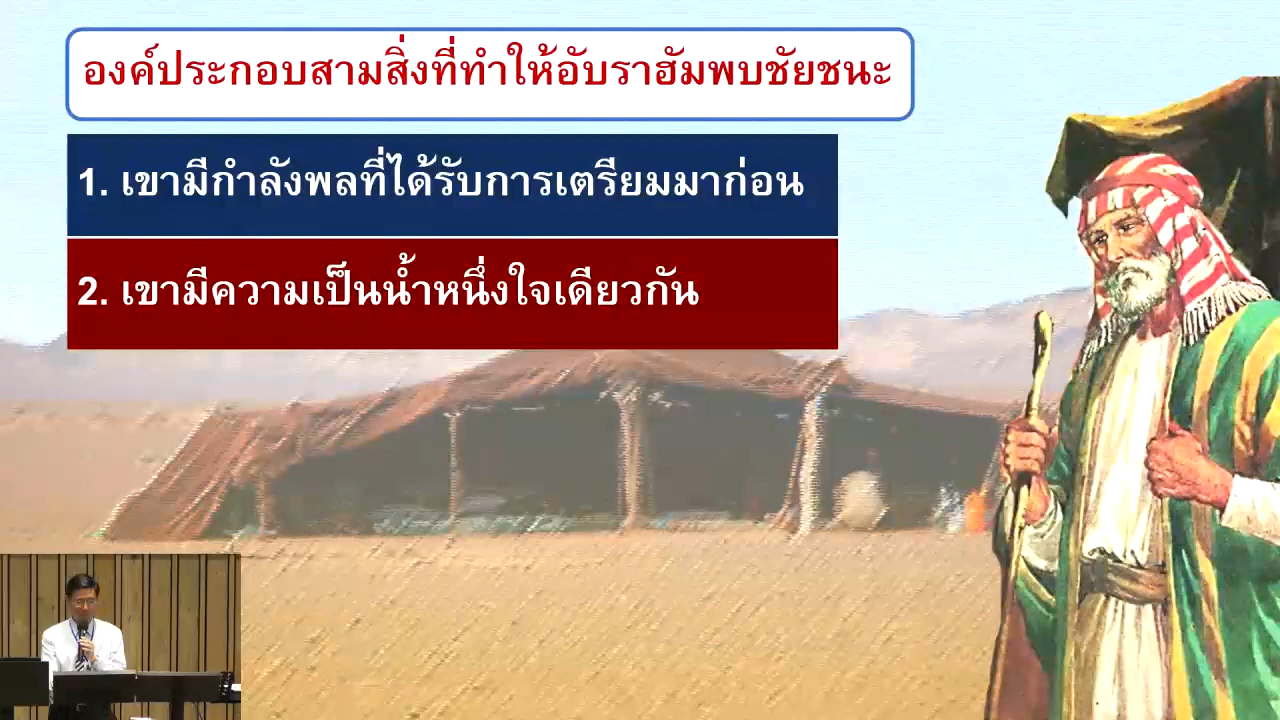 องค์ประกอบสามสิ่งที่ทำให้อับราฮัมพบชัยชนะ
1. เขามีกำลังพลที่ได้รับการเตรียมมาก่อน
2. เขามีความเป็นน้ำหนึ่งใจเดียวกัน